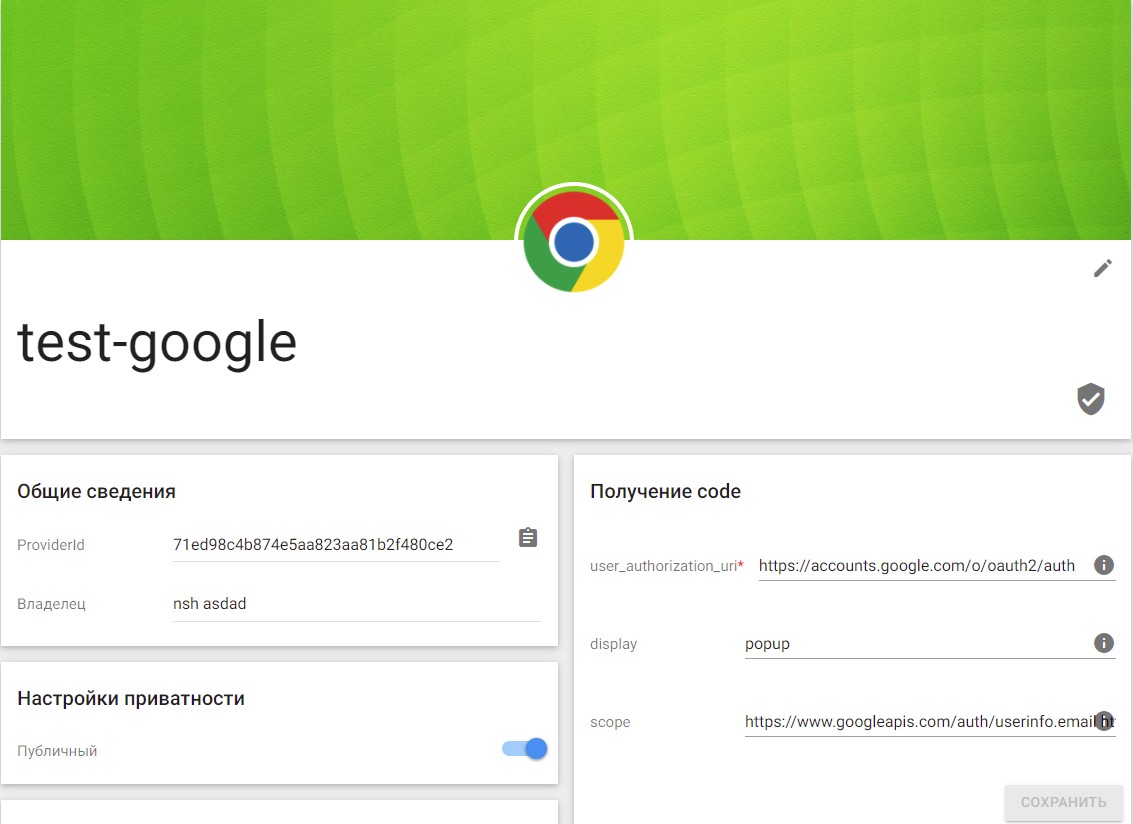 test-google
Общие сведения
ProviderId 71ed98c4b874e5aa823aa81b2f480ce2
Владелец nsh asdad
Настройки приватности
Публичный
Получение code
user_authorization_uri* https://accounts.google.com/o/oauth2/auth
display popup
scope https://www.googleapis.com/auth/userinfo.email ht
СОХРАНИТЬ